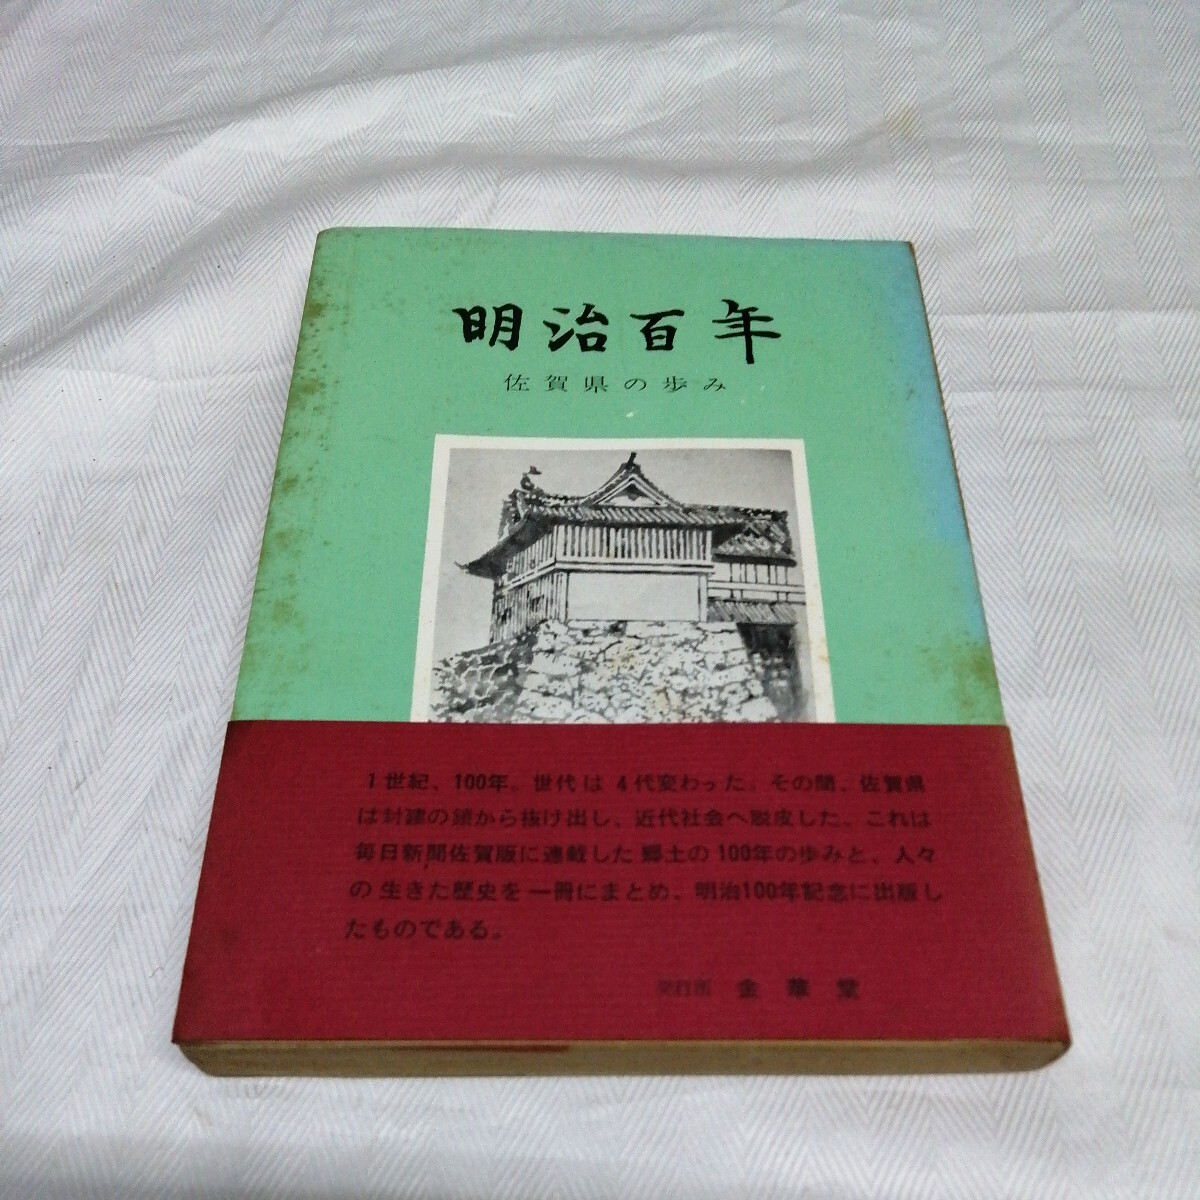 明治百年
佐賀県の歩み
1世紀、100年。世代は4代変わった。その間、佐賀県
は封建の鎖から抜け出し、近代社会へ脱皮した。これは
毎日新聞佐賀版に連載した郷土の100年の歩みと、人々
の生きた歴史を一冊にまとめ、明治100年記念に出版し
たものである。
発行所 金華堂